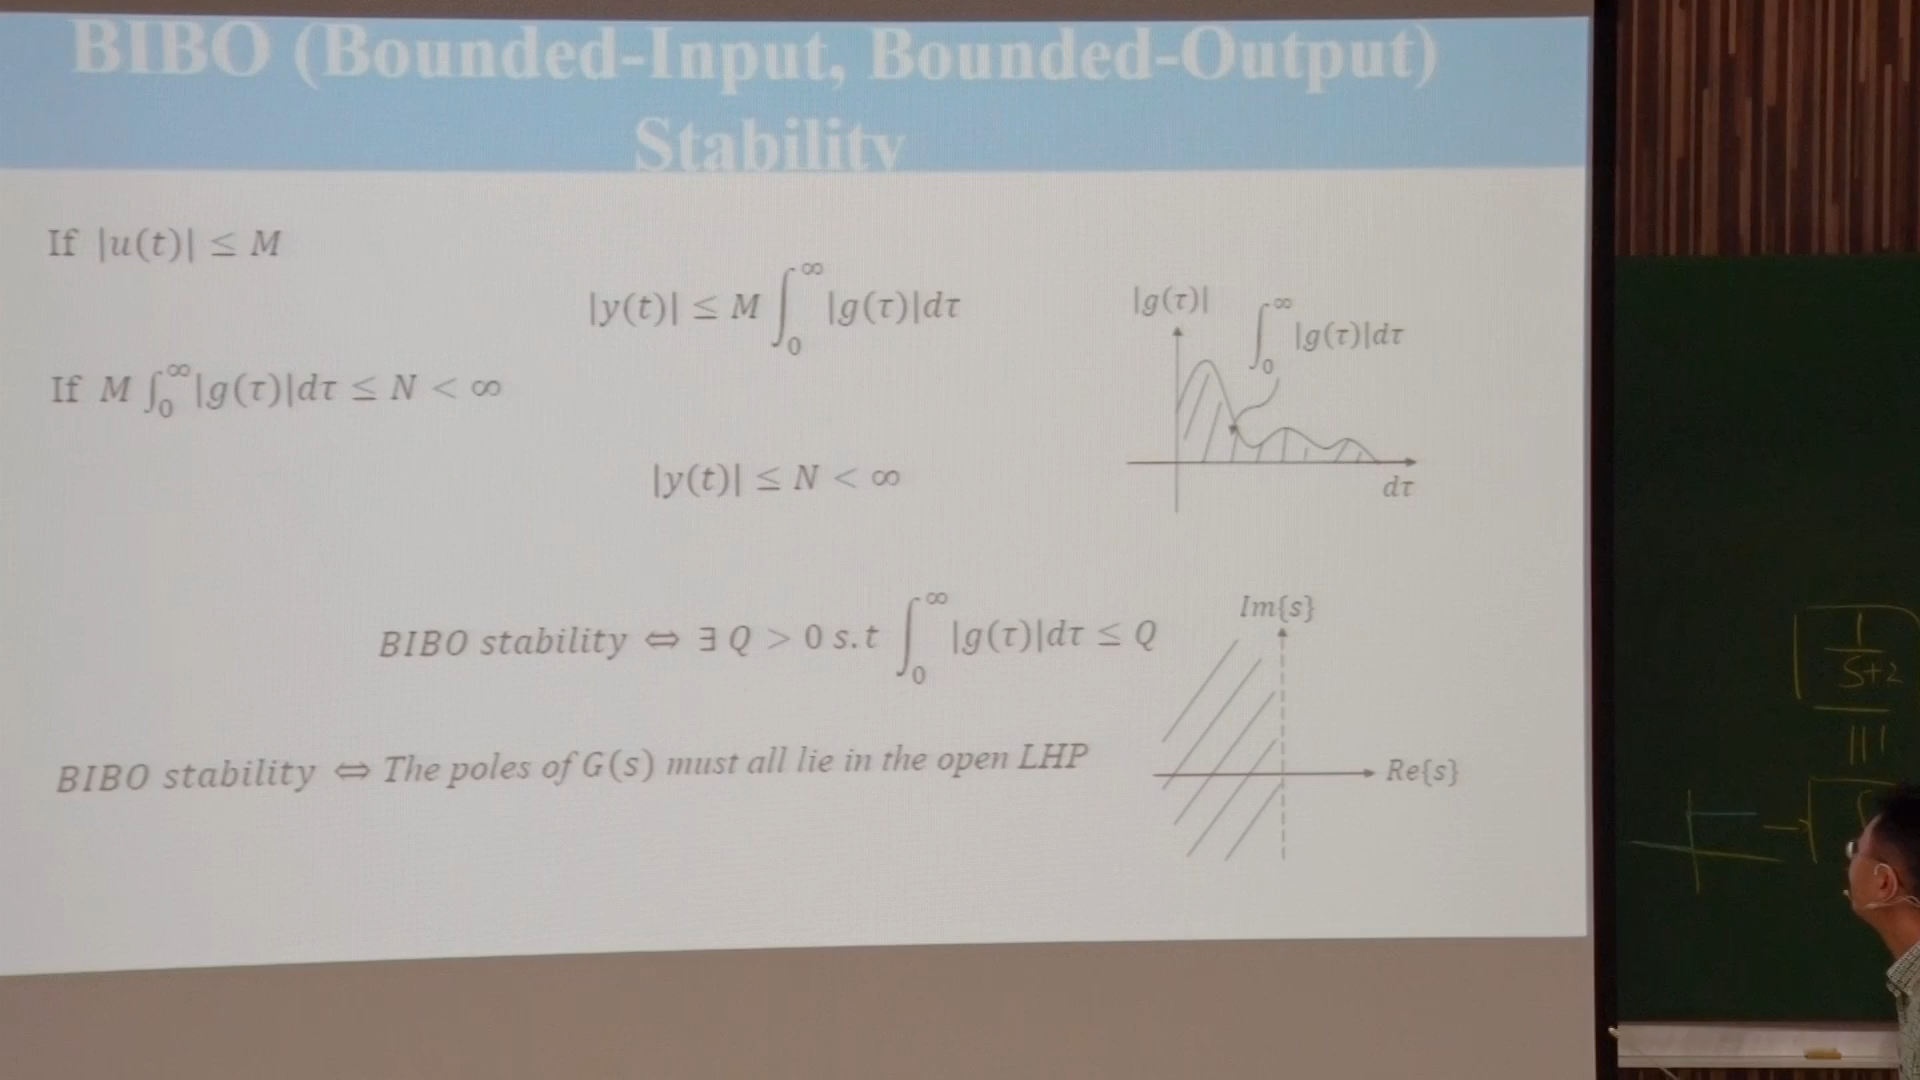 BIBO (Bounded-Input, Bounded-Output)
Stability
If |u(t)| ≤ M
|y(t)| ≤ M ∫₀^∞ |g(τ)|dτ
If M ∫₀^∞ |g(τ)|dτ ≤ N < ∞
|y(t)| ≤ N < ∞
|g(τ)|
∫₀^∞ |g(τ)|dτ
dτ
BIBO stability ⇔ ∃ Q > 0 s.t ∫₀^∞ |g(τ)|dτ ≤ Q
BIBO stability ⇔ The poles of G(s) must all lie in the open LHP
Im{s}
Re{s}
1
S+2